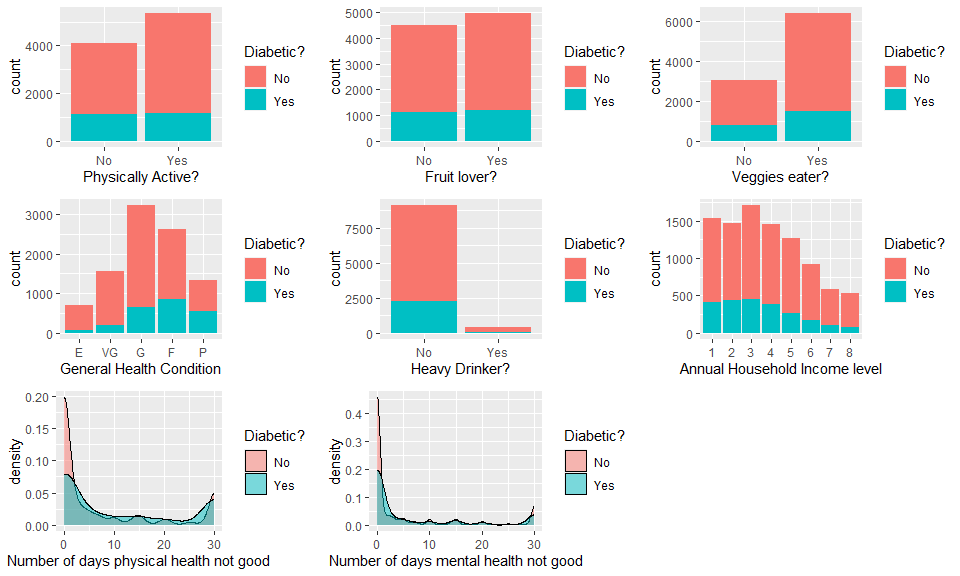 4000
2000
0
count
No Yes
Physically Active?
Diabetic?
No
Yes
5000
4000
3000
2000
1000
0
count
No Yes
Fruit lover?
Diabetic?
No
Yes
6000
4000
2000
0
count
No Yes
Veggies eater?
Diabetic?
No
Yes
3000
2000
1000
0
count
E VG G F P
General Health Condition
Diabetic?
No
Yes
7500
5000
2500
0
count
No Yes
Heavy Drinker?
Diabetic?
No
Yes
1500
1000
500
0
count
1 2 3 4 5 6 7 8
Annual Household Income level
Diabetic?
No
Yes
0.20
0.15
0.10
0.05
0.00
density
0 10 20 30
Number of days physical health not good
Diabetic?
No
Yes
0.4
0.3
0.2
0.1
0.0
density
0 10 20 30
Number of days mental health not good
Diabetic?
No
Yes